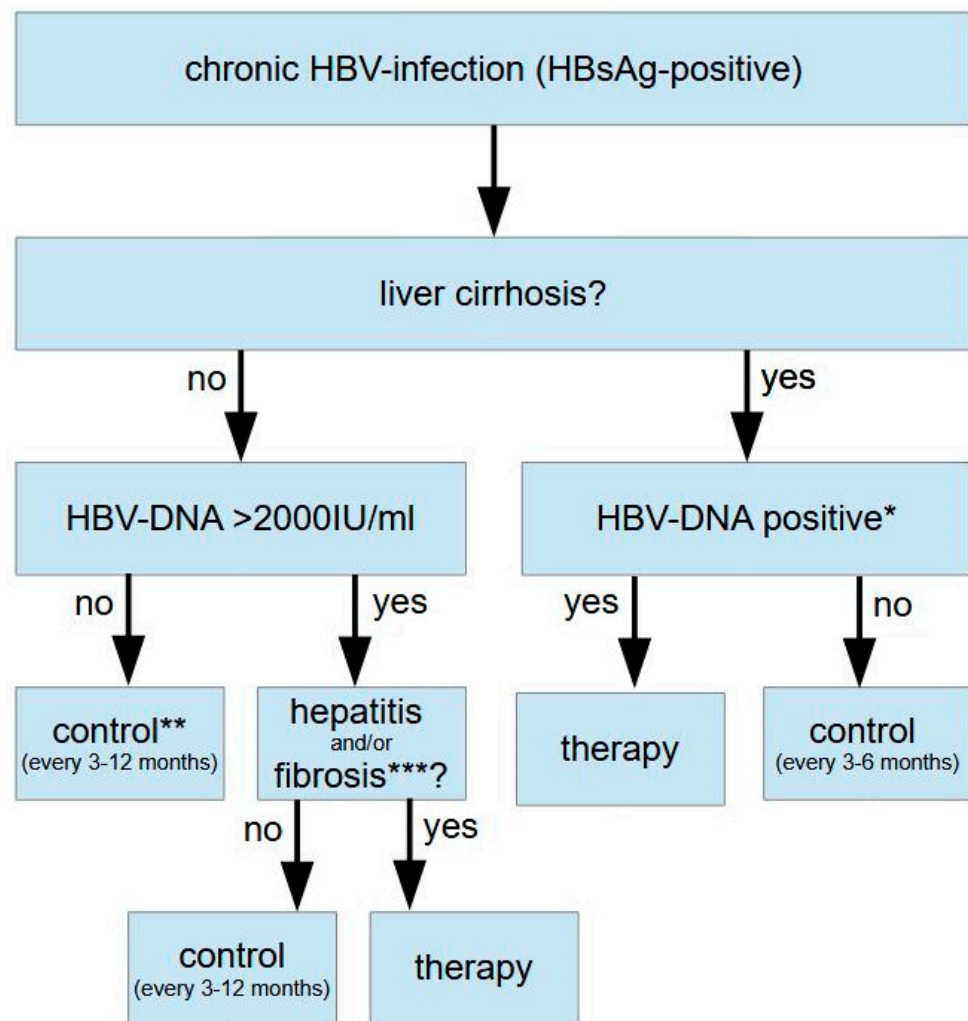 chronic HBV-infection (HBsAg-positive)
liver cirrhosis?
no
yes
HBV-DNA >2000IU/ml
HBV-DNA positive*
no
yes
yes
no
control**
(every 3-12 months)
hepatitis
and/or
fibrosis***?
therapy
control
(every 3-6 months)
no
yes
control
(every 3-12 months)
therapy